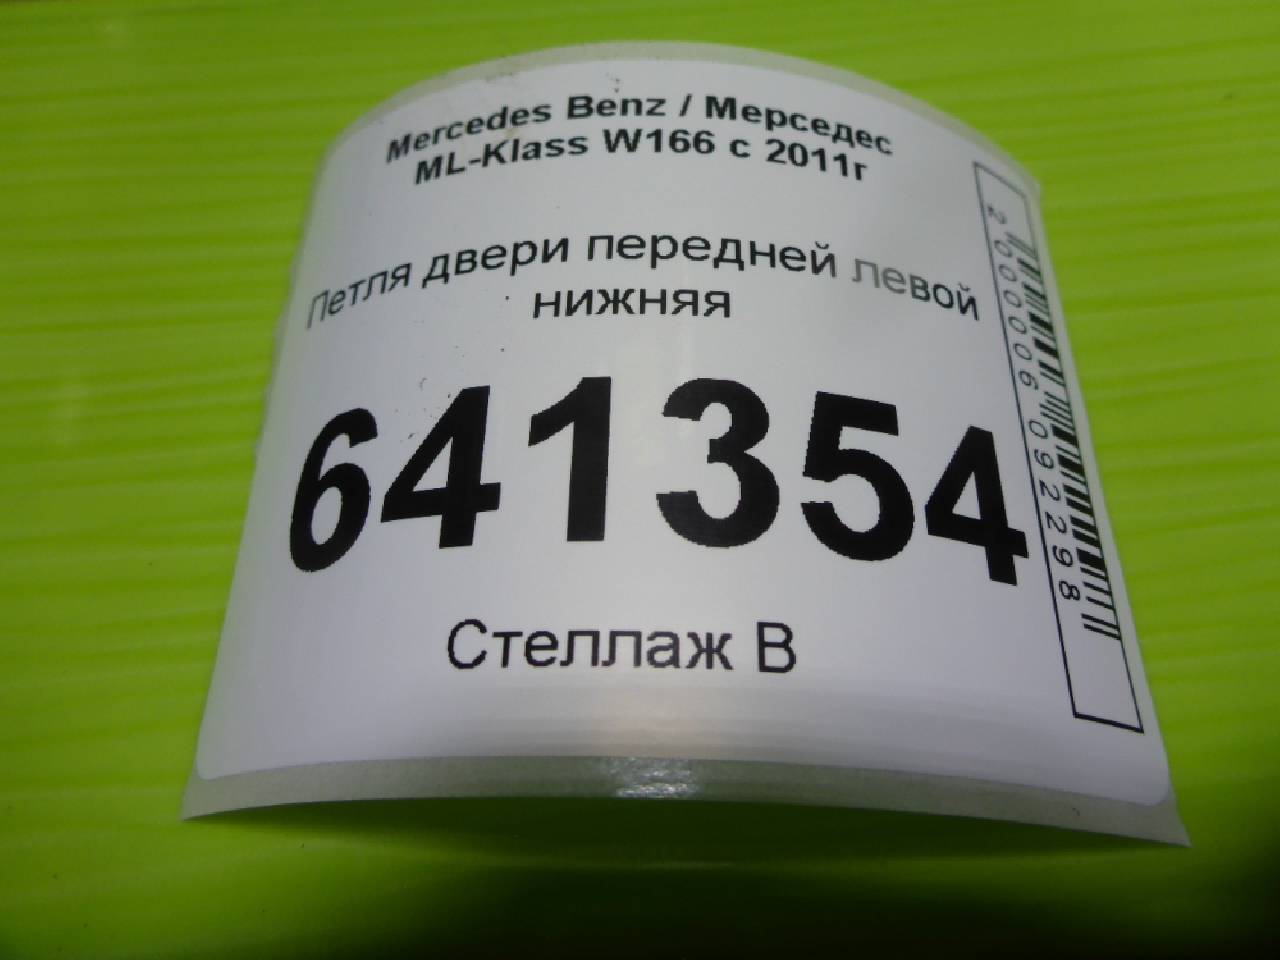 Mercedes Benz / Мерседес
ML-Klass W166 с 2011г
Петля двери передней левой
нижняя
641354
Стеллаж В
2000006092298